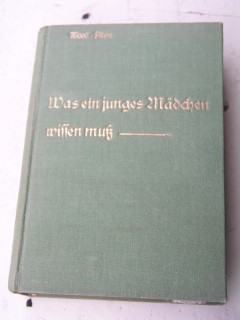 Was ein junges Mädchen
wissen muß